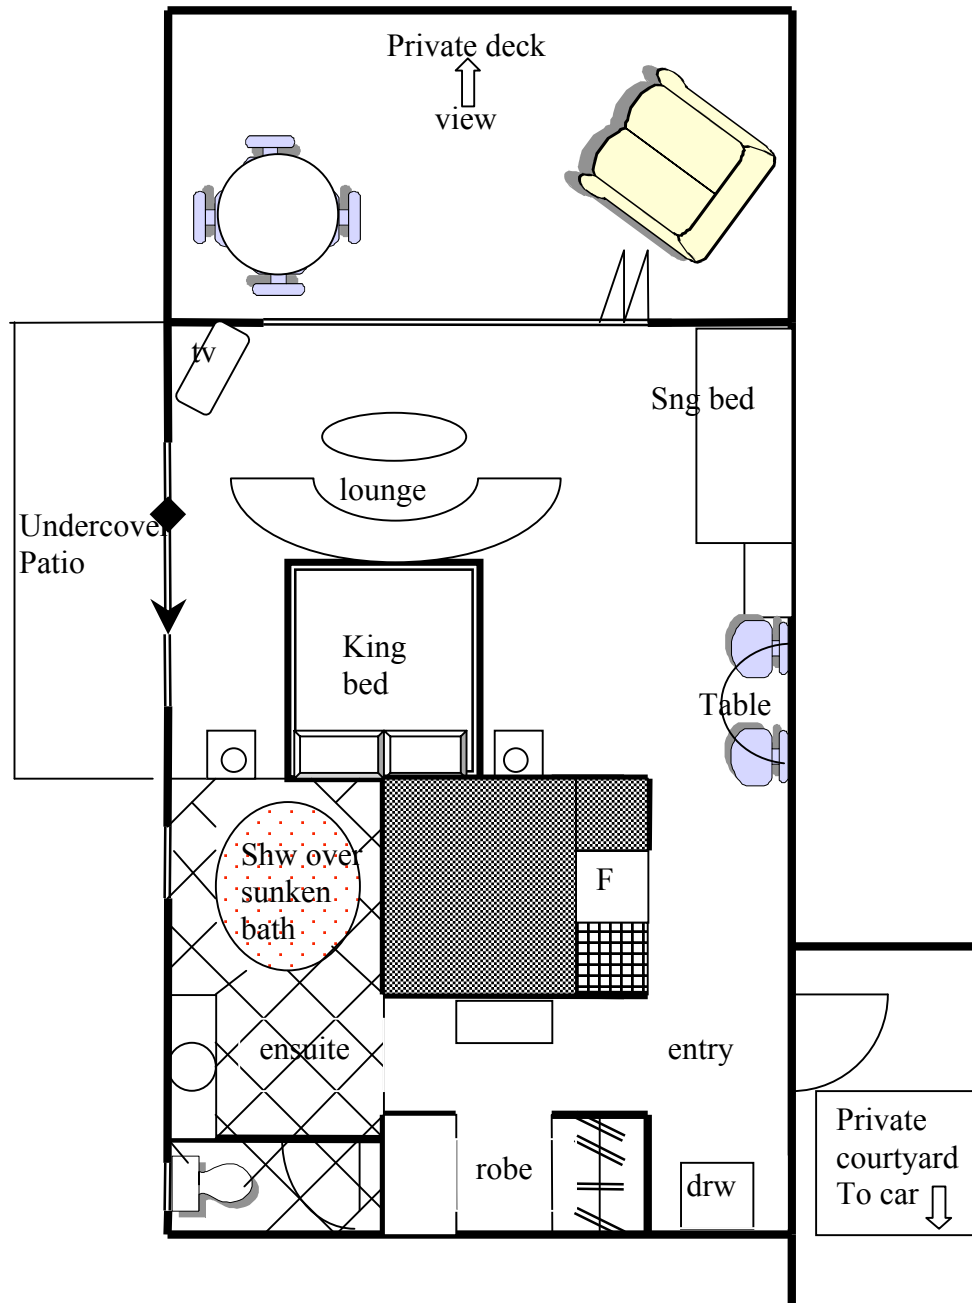 Private deck
view
tv
Sng bed
lounge
Undercover
Patio
King
bed
Table
Shw over
sunken
bath
F
ensuite
entry
robe
drw
Private
courtyard
To car